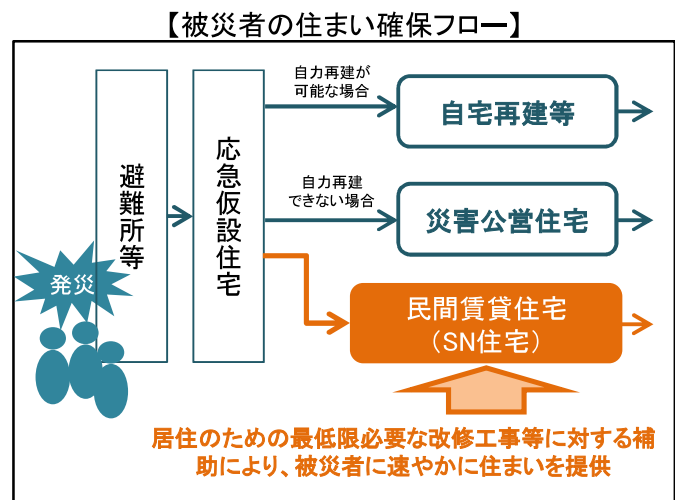 【被災者の住まい確保フロー】
発災
避難所等
応急仮設住宅
自力再建が
可能な場合
自宅再建等
自力再建
できない場合
災害公営住宅
民間賃貸住宅
（SN住宅）
居住のための最低限必要な改修工事等に対する補
助により、被災者に速やかに住まいを提供